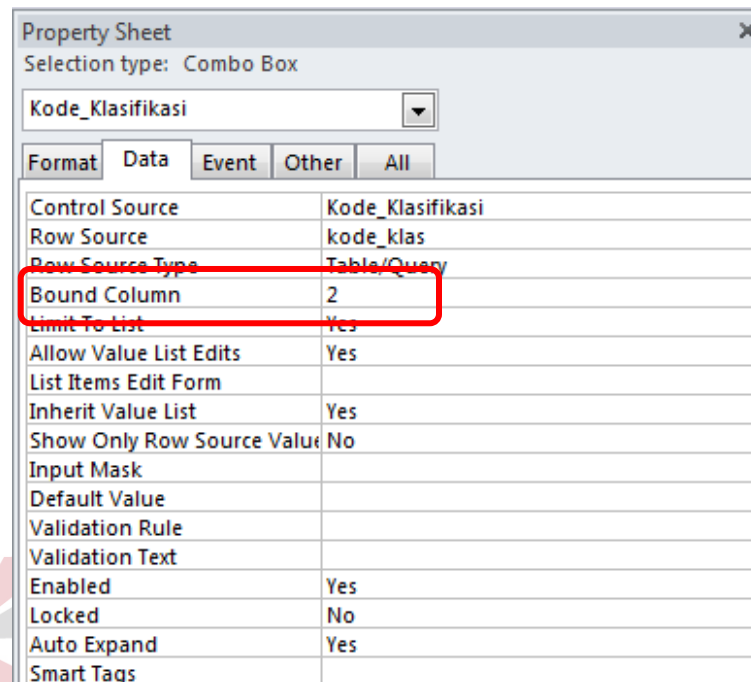 Property Sheet
Selection type: Combo Box
Kode_Klasifikasi
Format Data Event Other All
Control Source Kode_Klasifikasi
Row Source kode_klas
Row Source Type Table/Query
Bound Column 2
Limit To List Yes
Allow Value List Edits Yes
List Items Edit Form
Inherit Value List Yes
Show Only Row Source Value No
Input Mask
Default Value
Validation Rule
Validation Text
Enabled Yes
Locked No
Auto Expand Yes
Smart Tags